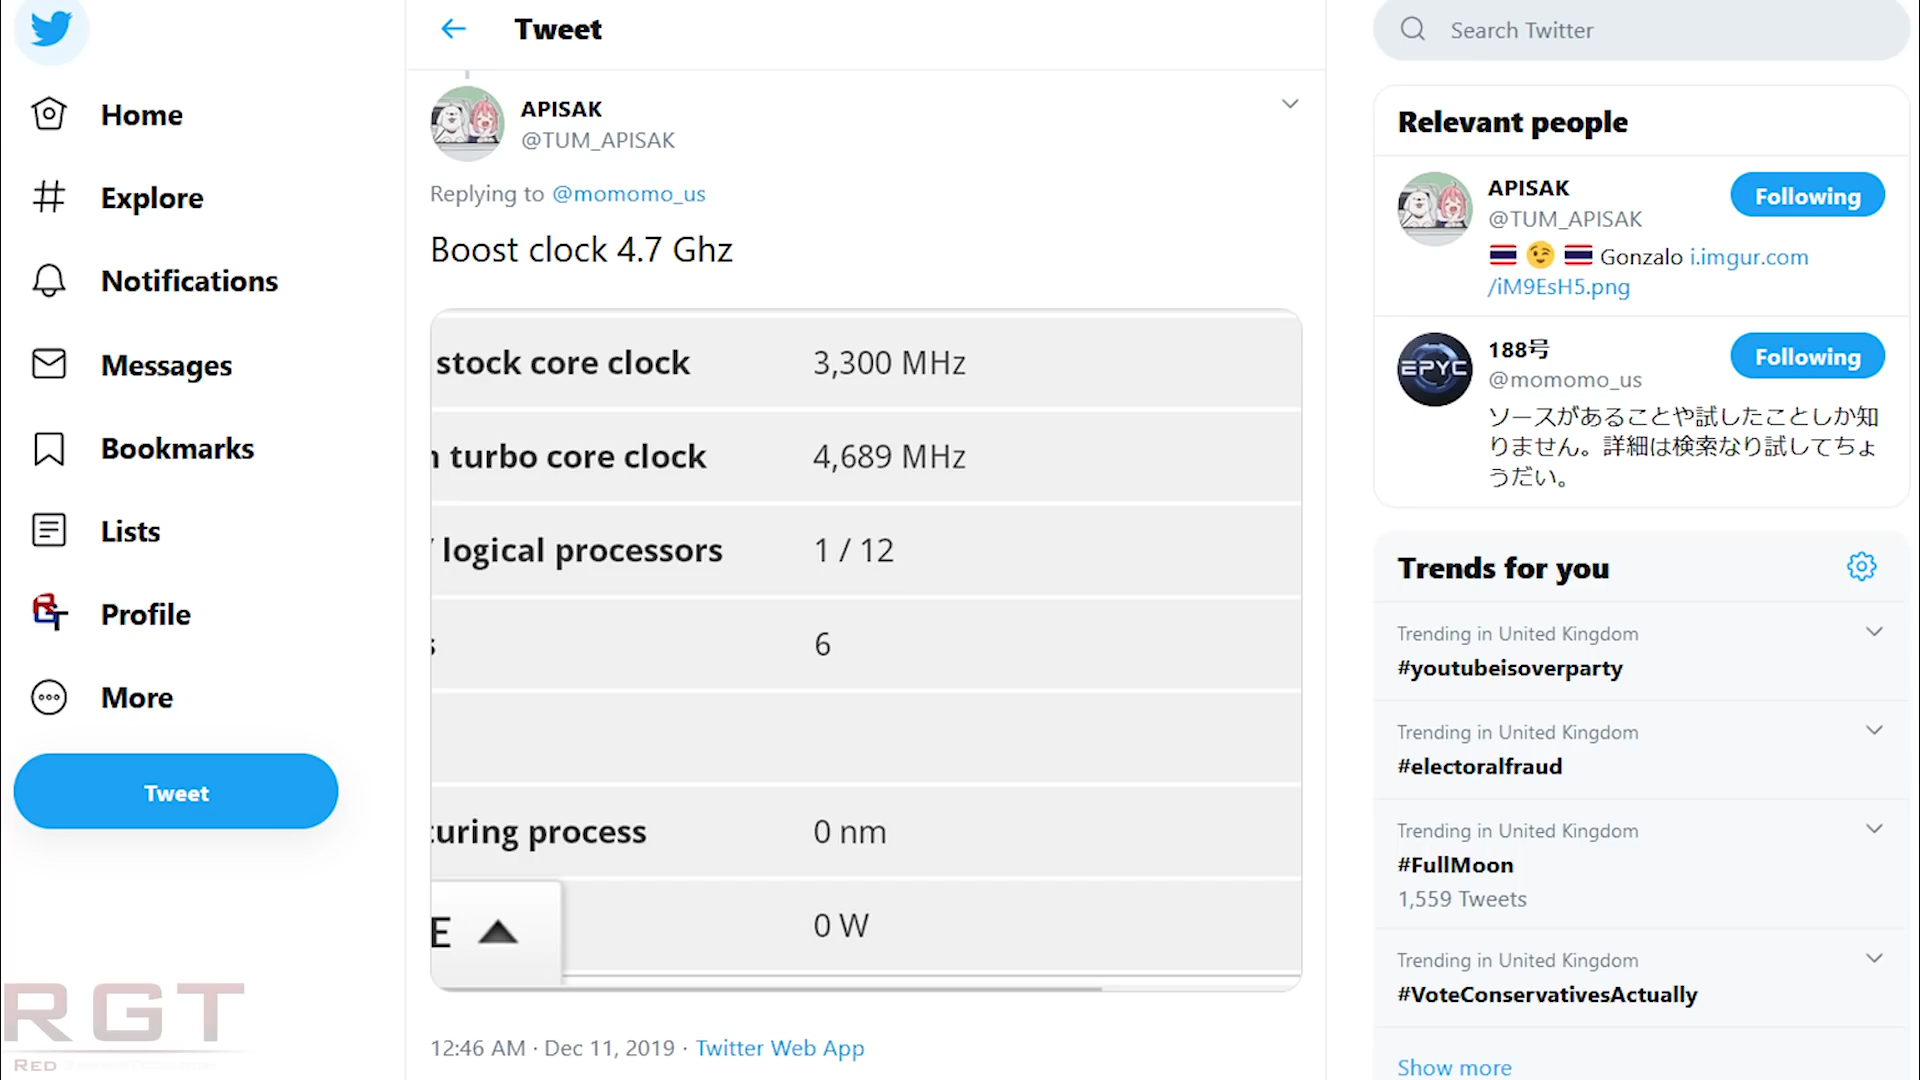 Home
Explore
Notifications
Messages
Bookmarks
Lists
Profile
More
Tweet
Tweet
APISAK
@TUM_APISAK
Replying to @momomo_us
Boost clock 4.7 Ghz
stock core clock 3,300 MHz
turbo core clock 4,689 MHz
logical processors 1 / 12
6
turing process 0 nm
E 0 W
12:46 AM · Dec 11, 2019 · Twitter Web App
Search Twitter
Relevant people
APISAK
@TUM_APISAK
Following
Gonzalo i.imgur.com
/iM9EsH5.png
EPYC
188号
@momomo_us
Following
ソースがあることや試したことしか知
りません。詳細は検索なり試してちょ
うだい。
Trends for you
Trending in United Kingdom
#youtubeisoverparty
Trending in United Kingdom
#electoralfraud
Trending in United Kingdom
#FullMoon
1,559 Tweets
Trending in United Kingdom
#VoteConservativesActually
Show more
RGT
RED